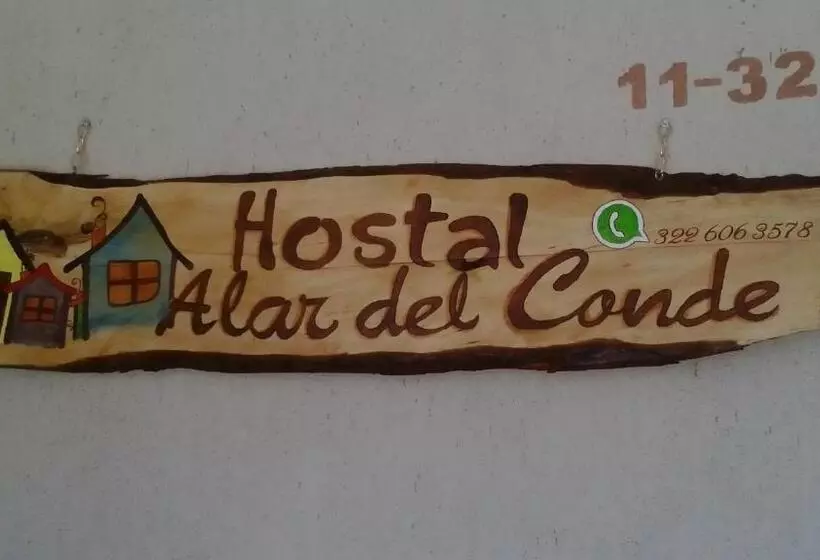 11-32
Hostal
322 606 3578
Alar del Conde